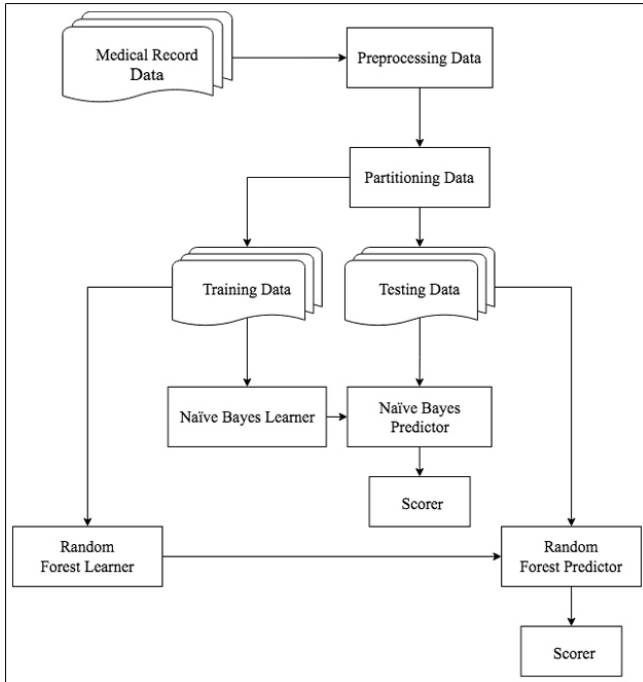 Medical Record
Data
Preprocessing Data
Partitioning Data
Training Data
Testing Data
Naïve Bayes Learner
Naïve Bayes
Predictor
Scorer
Random
Forest Learner
Random
Forest Predictor
Scorer